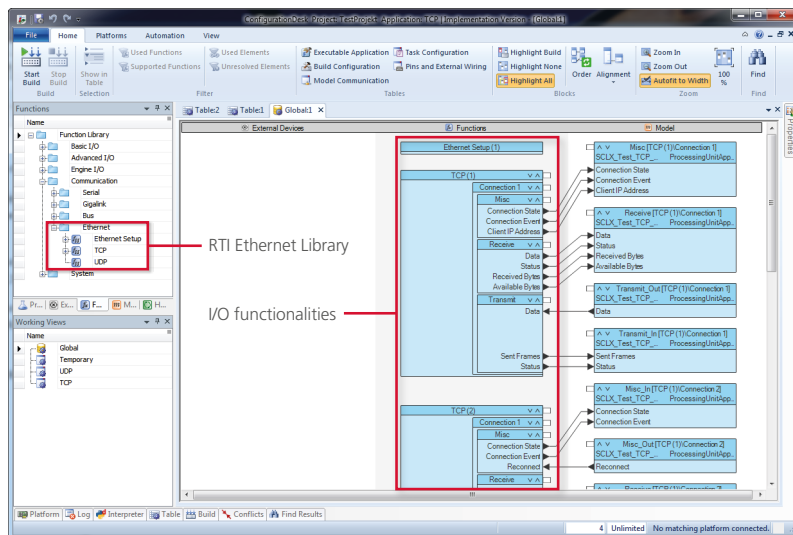 ConfigurationDesk Project: TestProjekt Application: TCP [Implementation Version - [Global1]
File Home Platforms Automation View
Start Build
Stop Build
Show in Table
Used Functions
Supported Functions
Used Elements
Unresolved Elements
Executable Application
Build Configuration
Model Communication
Task Configuration
Pins and External Wiring
Highlight Build
Highlight None
Highlight All
Order Alignment
Zoom In
Zoom Out
Autofit to Width
100 %
Find
Build Selection Filter Tables Blocks Zoom Find
Functions
Name
Function Library
Basic I/O
Advanced I/O
Engine I/O
Communication
Serial
Gigalink
Bus
Ethernet
Ethernet Setup
TCP
UDP
System
Pr... Ex... F... M... H...
Working Views
Name
Global
Temporary
UDP
TCP
RTI Ethernet Library
I/O functionalities
Table:2 Table:1 Global:1
Properties
External Devices Functions Model
Ethernet Setup (1)
TCP (1)
Connection 1
Misc
Connection State
Connection Event
Client IP Address
Receive
Data
Status
Received Bytes
Available Bytes
Transmit
Data
Sent Frames
Status
TCP (2)
Connection 1
Misc
Connection State
Connection Event
Reconnect
Receive
Misc [TCP (1)\Connection 1]
SCLX_Test_TCP_... ProcessingUnitApp..
Connection State
Connection Event
Client IP Address
Receive [TCP (1)\Connection 1]
SCLX_Test_TCP_... ProcessingUnitApp..
Data
Status
Received Bytes
Available Bytes
Transmit_Out [TCP (1)\Connection 1]
SCLX_Test_TCP_... ProcessingUnitApp..
Data
Transmit_In [TCP (1)\Connection 1]
SCLX_Test_TCP_... ProcessingUnitApp..
Sent Frames
Status
Misc_In [TCP (1)\Connection 2]
SCLX_Test_TCP_... ProcessingUnitApp..
Connection State
Connection Event
Misc_Out [TCP (1)\Connection 2]
SCLX_Test_TCP_... ProcessingUnitApp..
Reconnect
Receive [TCP (1)\Connection 2]
Platform Log Interpreter Table Build Conflicts Find Results
4 Unlimited No matching platform connected.